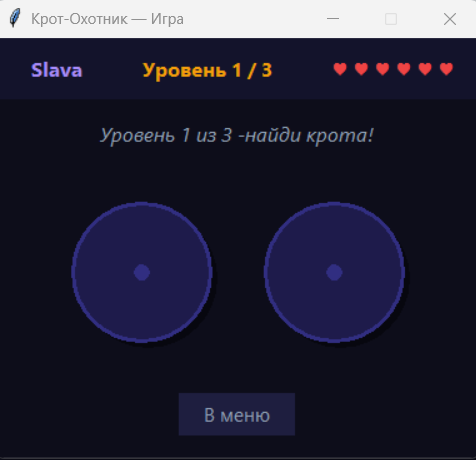 Крот-Охотник — Игра
Slava Уровень 1 / 3 ♥ ♥ ♥ ♥ ♥ ♥
Уровень 1 из 3 -найди крота!
В меню